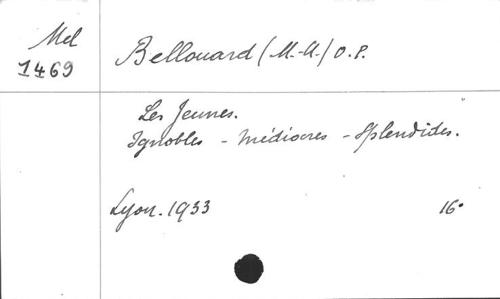 Mel
1469
Bellouard (M.-A.) O.P.
Les Jeunes.
Ignobles - Médiocres - Splendides.
Lyon. 1933
16°